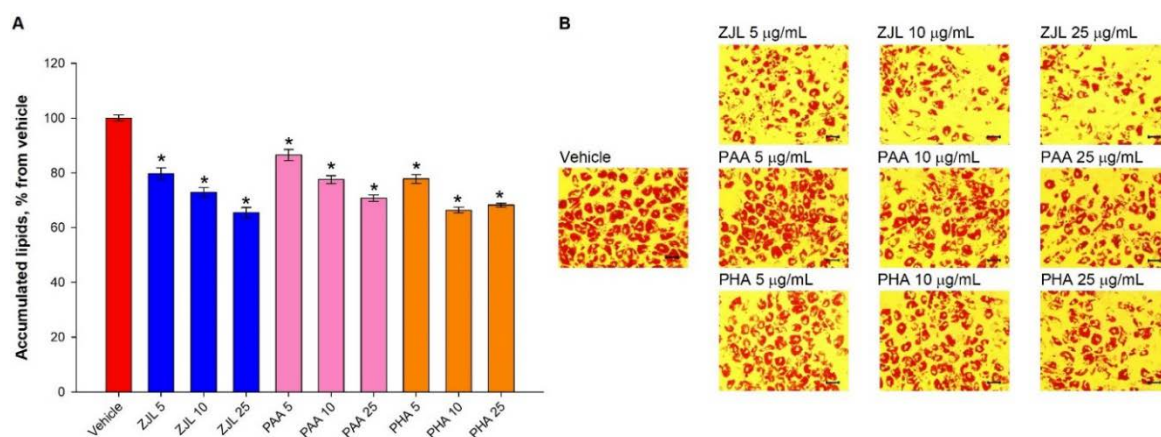 A
Accumulated lipids, % from vehicle
120
100
80
60
40
20
0
*
*
*
*
*
*
*
*
*
Vehicle
ZJL 5
ZJL 10
ZJL 25
PAA 5
PAA 10
PAA 25
PHA 5
PHA 10
PHA 25
B
ZJL 5 μg/mL
ZJL 10 μg/mL
ZJL 25 μg/mL
Vehicle
PAA 5 μg/mL
PAA 10 μg/mL
PAA 25 μg/mL
PHA 5 μg/mL
PHA 10 μg/mL
PHA 25 μg/mL